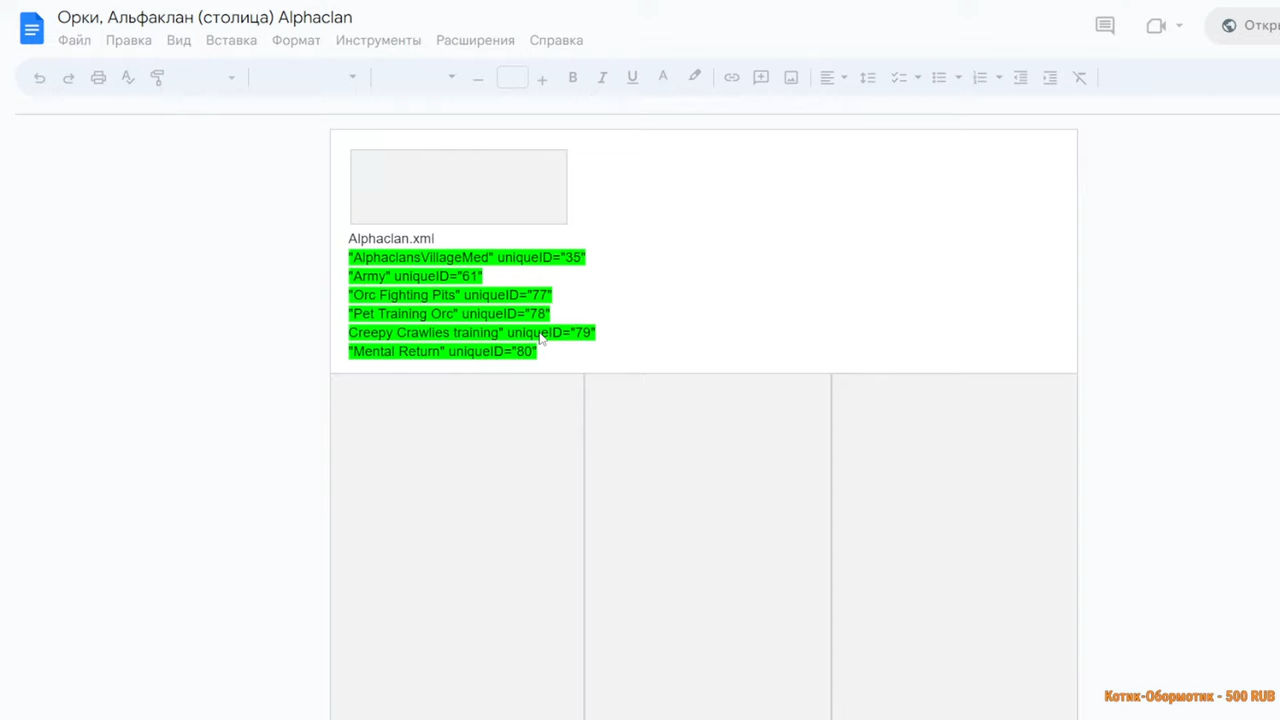 Орки, Альфаклан (столица) Alphaclan
Файл Правка Вид Вставка Формат Инструменты Расширения Справка
Alphaclan.xml
"AlphaclansVillageMed" uniqueID="35"
"Army" uniqueID="61"
"Orc Fighting Pits" uniqueID="77"
"Pet Training Orc" uniqueID="78"
Creepy Crawlies training" uniqueID="79"
"Mental Return" uniqueID="80"
Котик-Обормотик - 500 RUB